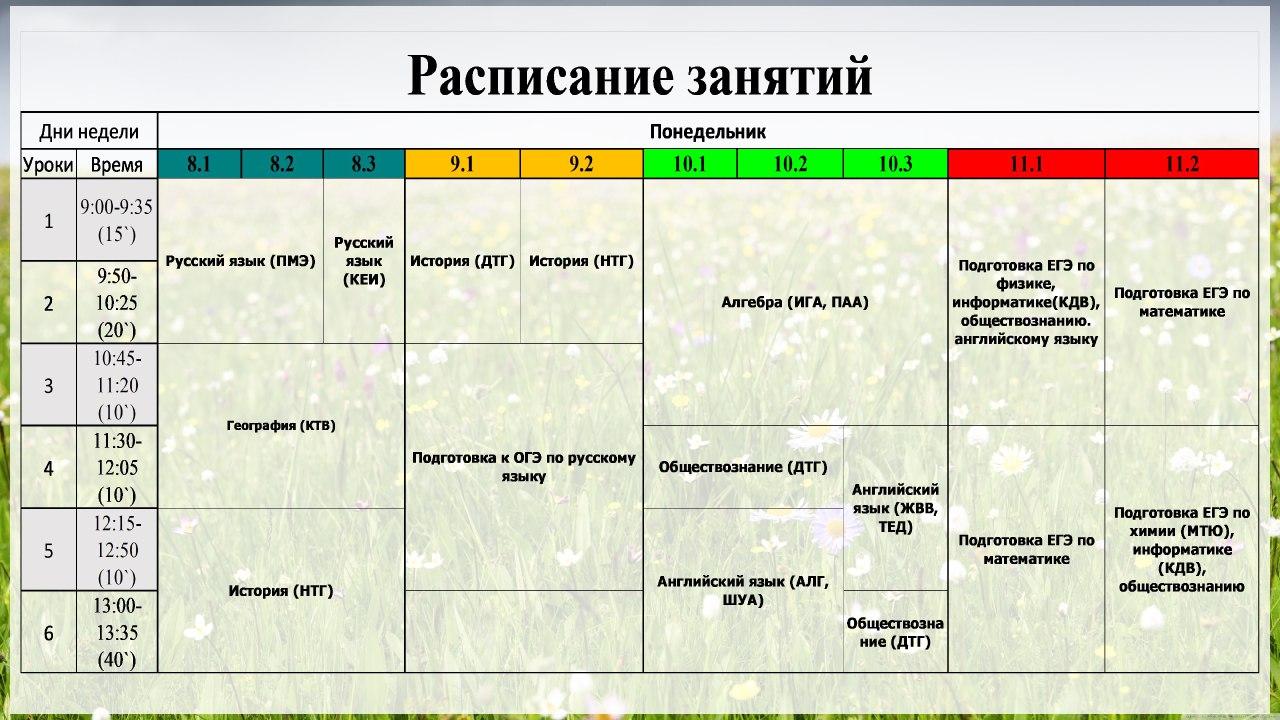 Расписание занятий
Дни недели Понедельник
Уроки Время 8.1 8.2 8.3 9.1 9.2 10.1 10.2 10.3 11.1 11.2
1
9:00-9:35
(15`)
2
9:50-
10:25
(20`)
3
10:45-
11:20
(10`)
4
11:30-
12:05
(10`)
5
12:15-
12:50
(10`)
6
13:00-
13:35
(40`)
Русский язык (ПМЭ)
Русский
язык
(КЕИ)
История (ДТГ)
История (НТГ)
Алгебра (ИГА, ПАА)
Подготовка ЕГЭ по
физике,
информатике(КДВ),
обществознанию.
английскому языку
Подготовка ЕГЭ по
математике
География (КТВ)
Подготовка к ОГЭ по русскому
языку
Обществознание (ДТГ)
Английский
язык (ЖВВ,
ТЕД)
Подготовка ЕГЭ по
математике
Подготовка ЕГЭ по
химии (МТЮ),
информатике
(КДВ),
обществознанию
История (НТГ)
Английский язык (АЛГ,
ШУА)
Обществозна
ние (ДТГ)